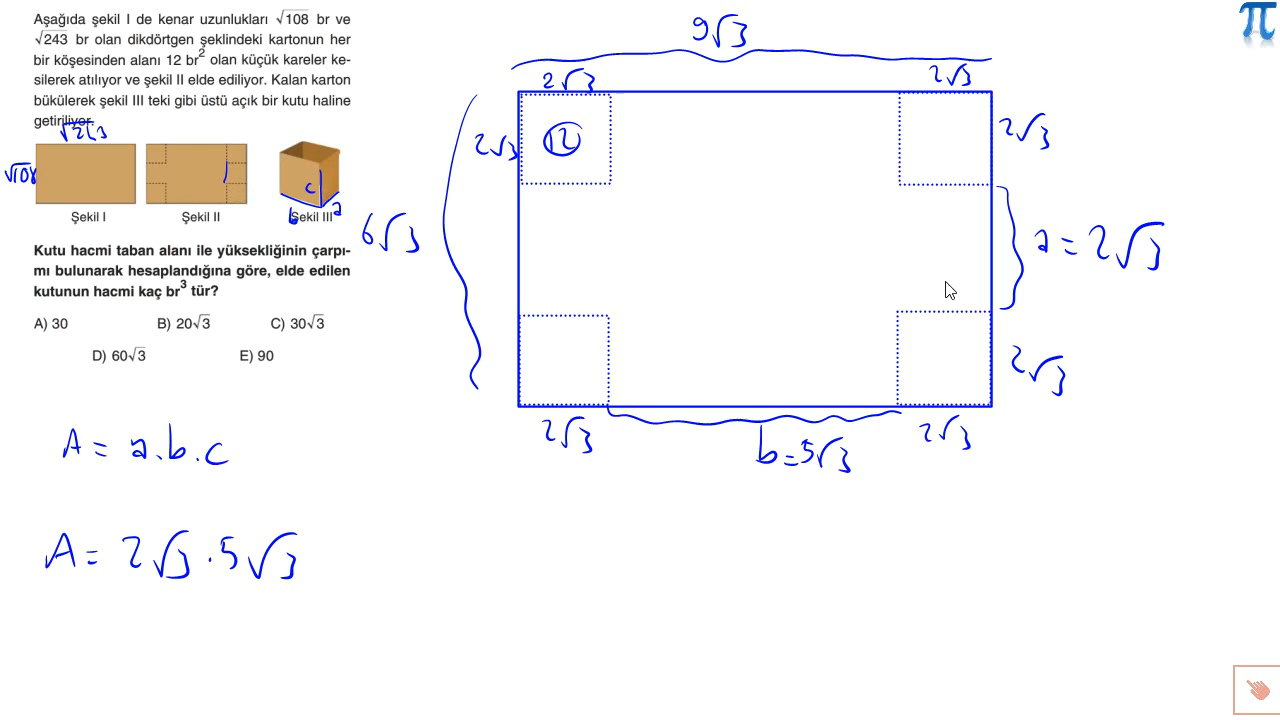 Aşağıda şekil I de kenar uzunlukları √108 br ve
√243 br olan dikdörtgen şeklindeki kartonun her
bir köşesinden alanı 12 br² olan küçük kareler ke-
silerek atılıyor ve şekil II elde ediliyor. Kalan karton
bükülerek şekil III teki gibi üstü açık bir kutu haline
getiriliyor.
√243
√108
c
b
a
Şekil I
Şekil II
Şekil III
Kutu hacmi taban alanı ile yüksekliğinin çarpı-
mı bulunarak hesaplandığına göre, elde edilen
kutunun hacmi kaç br³ tür?
A) 30 B) 20√3 C) 30√3
D) 60√3 E) 90
A = a.b.c
A = 2√3 . 5√3
9√3
2√3
2√3
2√3
12
2√3
6√3
a = 2√3
2√3
2√3
b = 5√3
2√3
π